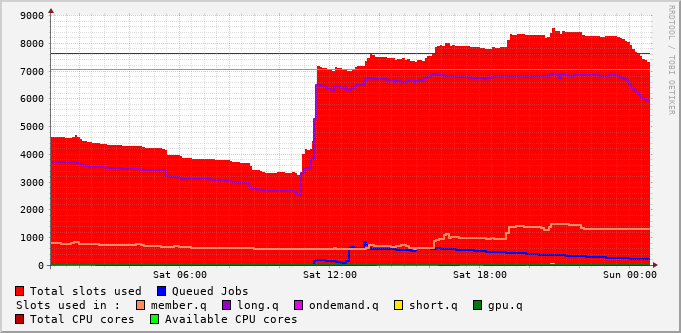 9000
8000
7000
6000
5000
4000
3000
2000
1000
0
Sat 06:00 Sat 12:00 Sat 18:00 Sun 00:00
RRDTOOL / TOBI OETIKER
Total slots used Queued Jobs
Slots used in : member.q long.q ondemand.q short.q gpu.q
Total CPU cores Available CPU cores